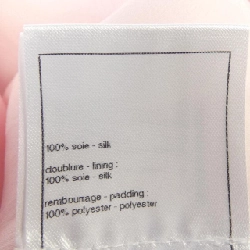 100% soie - silk
doublure - lining :
100% soie - silk
rembourrage - padding :
100% polyester - polyester